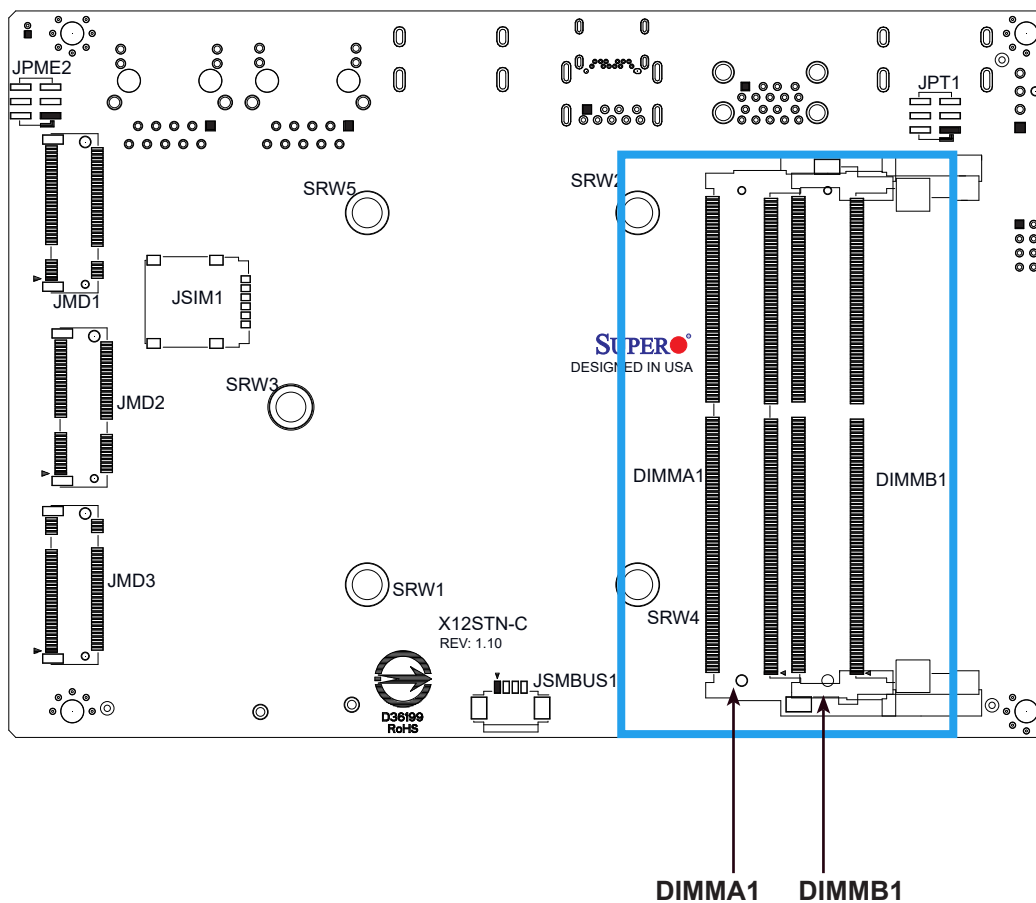 JPME2
JPT1
SRW5
SRW2
JMD1
JSIM1
SUPER
DESIGNED IN USA
SRW3
JMD2
DIMMA1
DIMMB1
JMD3
SRW1
SRW4
X12STN-C
REV: 1.10
JSMBUS1
D36199
RoHS
DIMMA1
DIMMB1